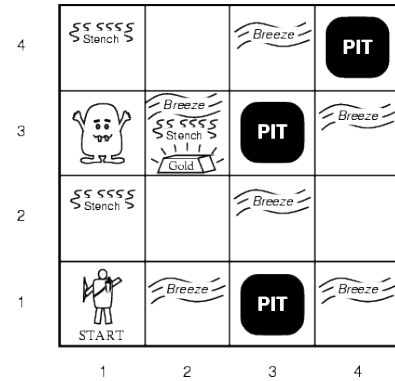 4
Stench
Breeze
PIT
3
Breeze
Stench
Gold
PIT
Breeze
2
Stench
Breeze
1
START
Breeze
PIT
Breeze
1 2 3 4